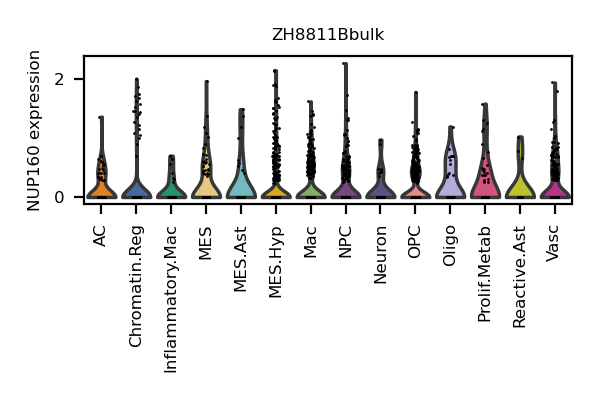 ZH8811Bbulk
NUP160 expression
2
0
AC
Chromatin.Reg
Inflammatory.Mac
MES
MES.Ast
MES.Hyp
Mac
NPC
Neuron
OPC
Oligo
Prolif.Metab
Reactive.Ast
Vasc